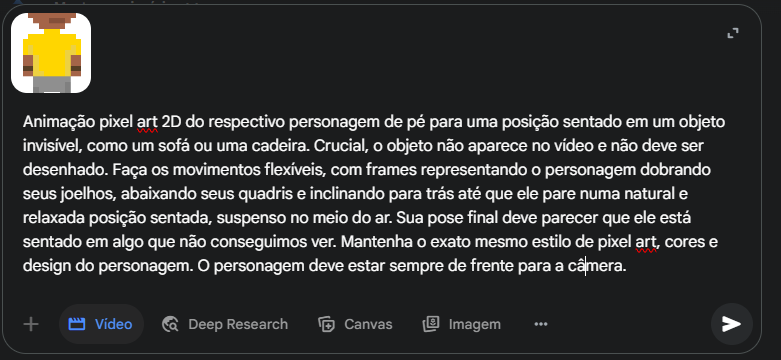 Animação pixel art 2D do respectivo personagem de pé para uma posição sentado em um objeto
invisível, como um sofá ou uma cadeira. Crucial, o objeto não aparece no vídeo e não deve ser
desenhado. Faça os movimentos flexíveis, com frames representando o personagem dobrando
seus joelhos, abaixando seus quadris e inclinando para trás até que ele pare numa natural e
relaxada posição sentada, suspenso no meio do ar. Sua pose final deve parecer que ele está
sentado em algo que não conseguimos ver. Mantenha o exato mesmo estilo de pixel art, cores e
design do personagem. O personagem deve estar sempre de frente para a câmera.
Vídeo Deep Research Canvas Imagem